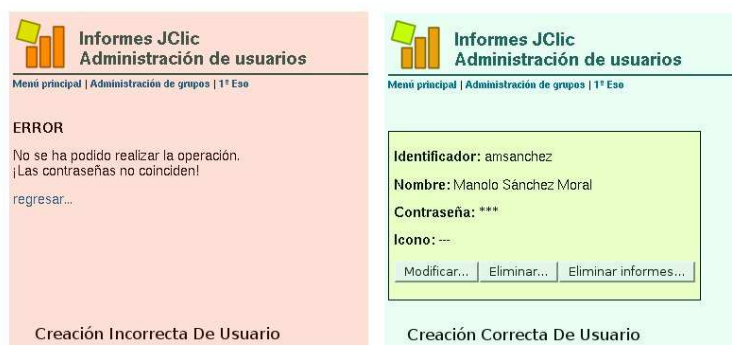 Informes JClic
Administración de usuarios
Menú principal | Administración de grupos | 1º Eso
ERROR
No se ha podido realizar la operación.
¡Las contraseñas no coinciden!
regresar...
Creación Incorrecta De Usuario
Informes JClic
Administración de usuarios
Menú principal | Administración de grupos | 1º Eso
Identificador: amsanchez
Nombre: Manolo Sánchez Moral
Contraseña: ***
Icono: ---
Modificar... Eliminar... Eliminar informes...
Creación Correcta De Usuario